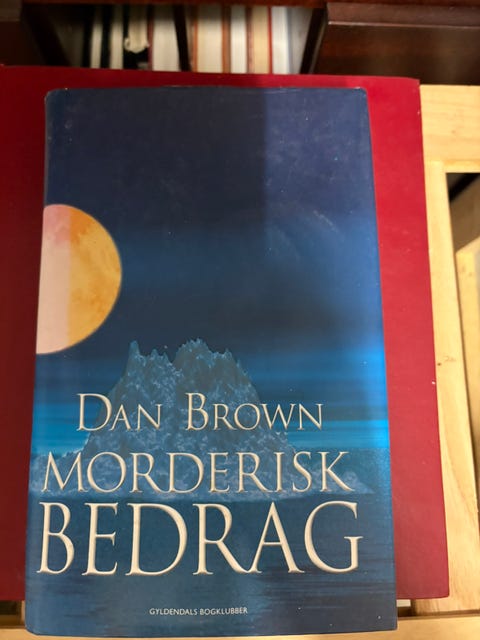 DAN BROWN
MORDERISK
BEDRAG
GYLDENDALS BOGKLUBBER